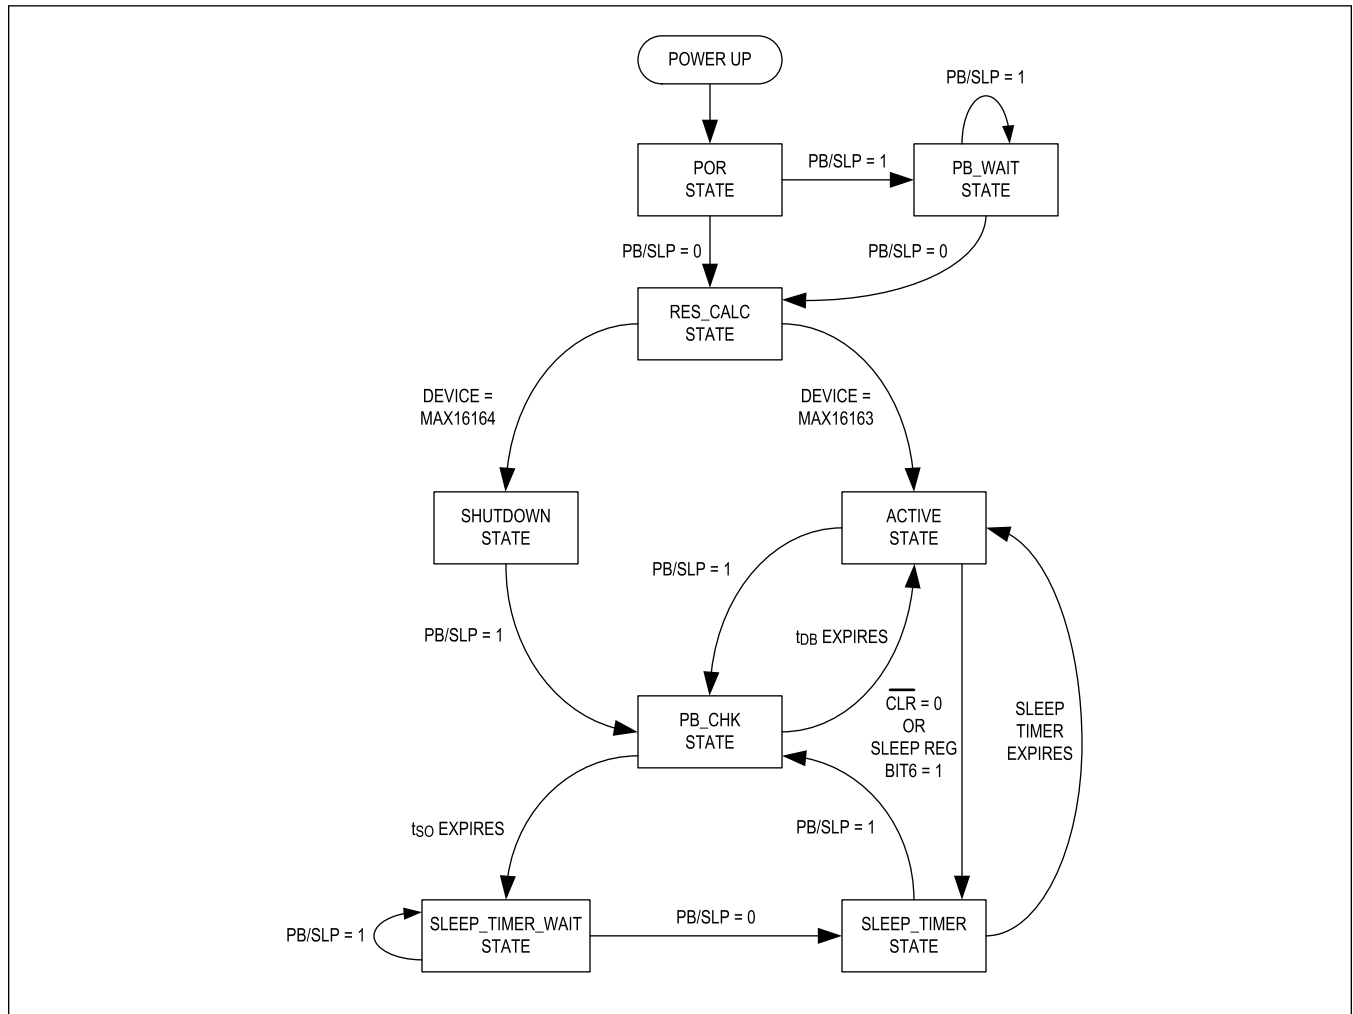 POWER UP
PB/SLP = 1
POR
STATE
PB/SLP = 1
PB_WAIT
STATE
PB/SLP = 0
PB/SLP = 0
RES_CALC
STATE
DEVICE =
MAX16164
DEVICE =
MAX16163
SHUTDOWN
STATE
ACTIVE
STATE
PB/SLP = 1
PB/SLP = 1
tDB EXPIRES
PB_CHK
STATE
C̅L̅R̅ = 0
OR
SLEEP REG
BIT6 = 1
SLEEP
TIMER
EXPIRES
tSO EXPIRES
PB/SLP = 1
PB/SLP = 1
SLEEP_TIMER_WAIT
STATE
PB/SLP = 0
SLEEP_TIMER
STATE